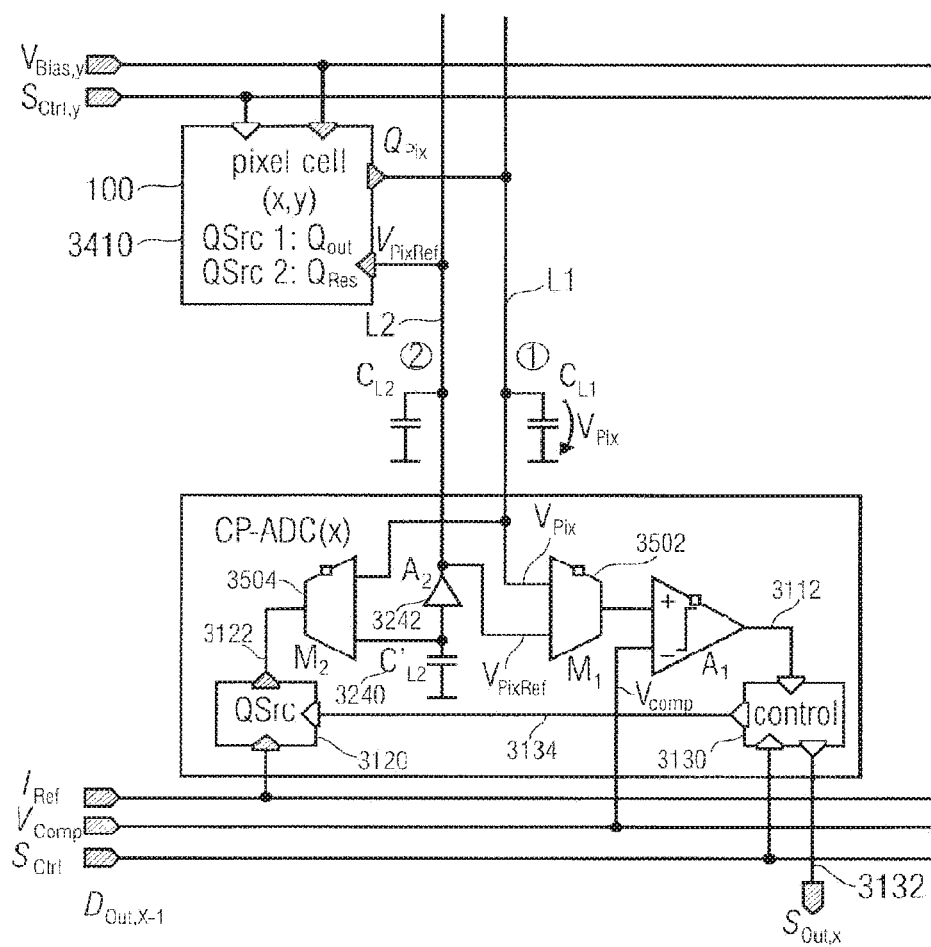 V_Bias,y
S_Ctrl,y
Q_Pix
pixel cell
(x,y)
QSrc 1: Q_out
QSrc 2: Q_Res
V_PixRef
100
3410
L1
L2
② ①
C_L2
C_L1
V_Pix
CP-ADC(x)
V_Pix
3502
3504
A_2
3242
+
−
3112
3122
M_2
C'_L2
3240
V_PixRef
M_1
A_1
V_comp
QSrc
control
3120
3134
3130
I_Ref
V_Comp
S_Ctrl
3132
D_Out,X-1
S_Out,x